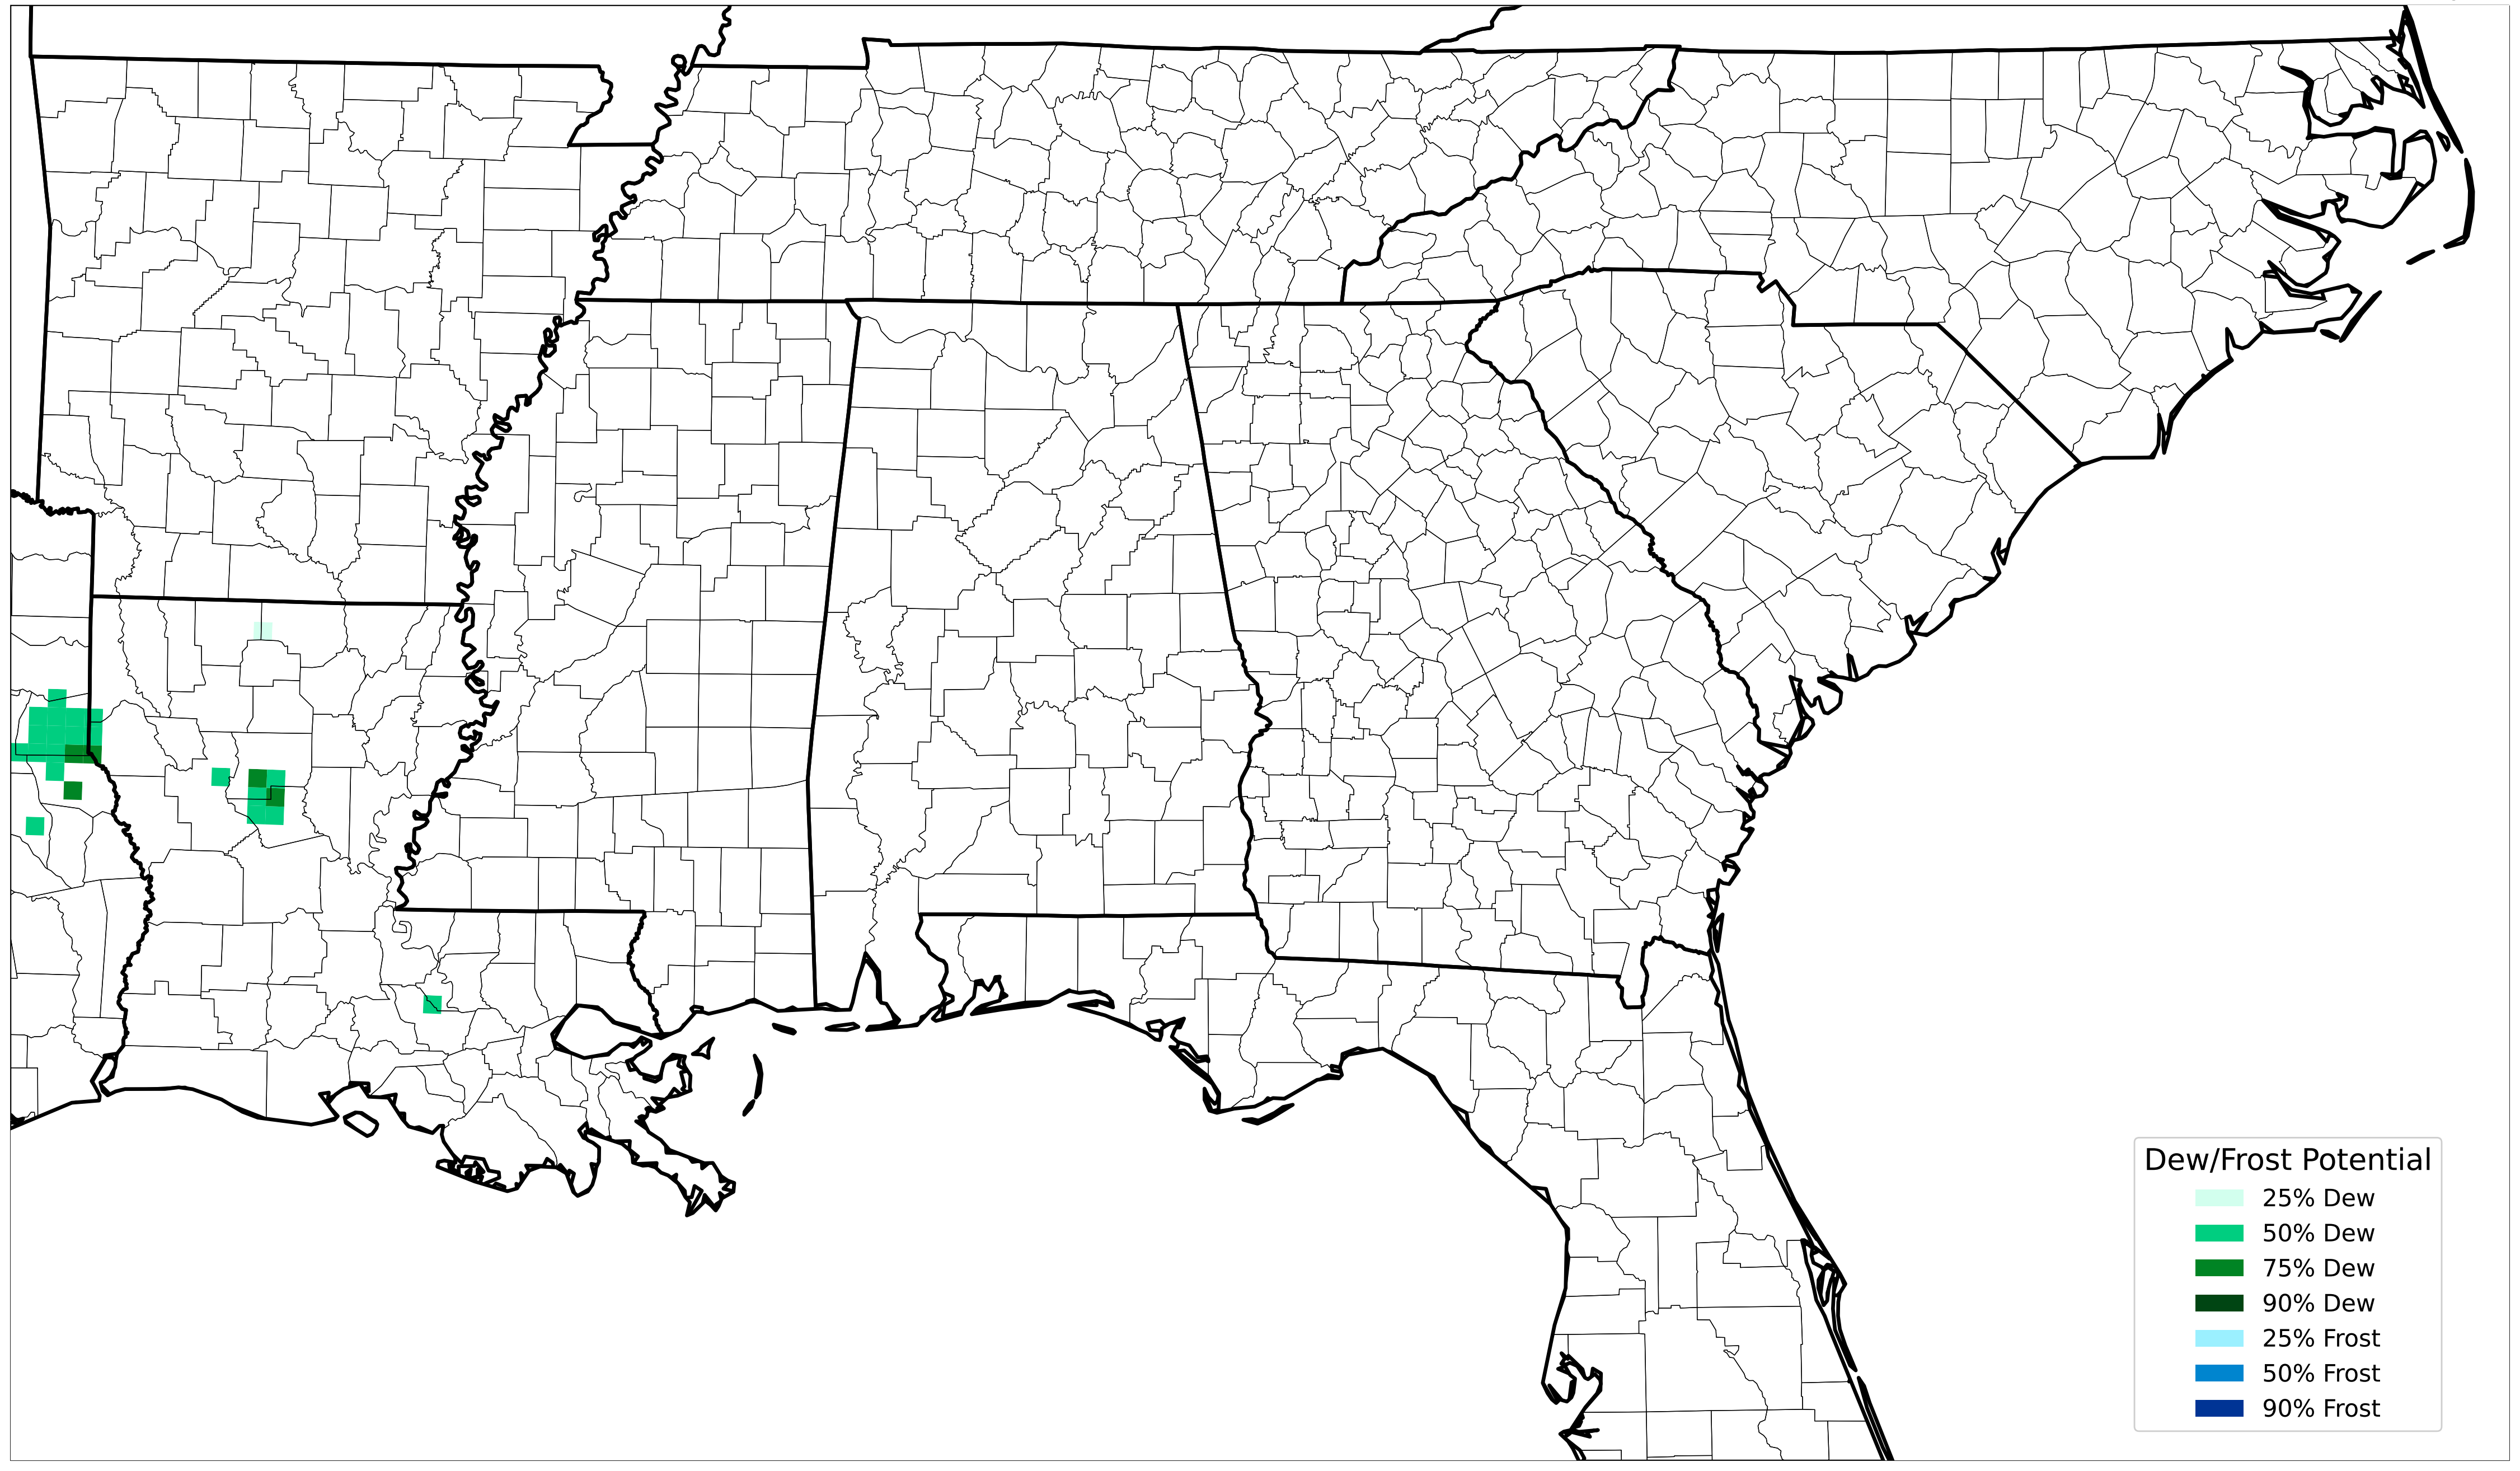 Dew/Frost Potential
25% Dew
50% Dew
75% Dew
90% Dew
25% Frost
50% Frost
90% Frost